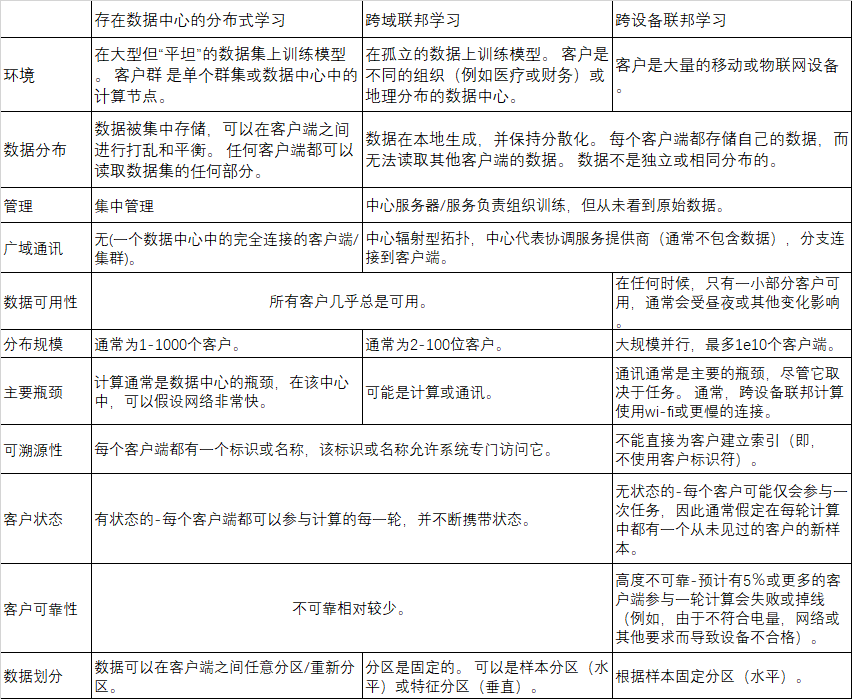 存在数据中心的分布式学习
跨域联邦学习
跨设备联邦学习
环境
在大型但“平坦”的数据集上训练模型
。 客户群 是单个群集或数据中心中的
计算节点。
在孤立的数据上训练模型。 客户是
不同的组织（例如医疗或财务）或
地理分布的数据中心。
客户是大量的移动或物联网设备
。
数据分布
数据被集中存储，可以在客户端之间
进行打乱和平衡。 任何客户端都可以
读取数据集的任何部分。
数据在本地生成，并保持分散化。 每个客户端都存储自己的数据，而
无法读取其他客户端的数据。 数据不是独立或相同分布的。
管理
集中管理
中心服务器/服务负责组织训练，但从未看到原始数据。
广域通讯
无(一个数据中心中的完全连接的客户端/
集群)。
中心辐射型拓扑，中心代表协调服务提供商（通常不包含数据），分支连
接到客户端。
数据可用性
所有客户几乎总是可用。
在任何时候，只有一小部分客户可
用，通常会受昼夜或其他变化影响
。
分布规模
通常为1-1000个客户。
通常为2-100位客户。
大规模并行，最多1e10个客户端。
主要瓶颈
计算通常是数据中心的瓶颈，在该中心
中，可以假设网络非常快。
可能是计算或通讯。
通讯通常是主要的瓶颈，尽管它取
决于任务。 通常，跨设备联邦计算
使用wi-fi或更慢的连接。
可溯源性
每个客户端都有一个标识或名称，该标识或名称允许系统专门访问它。
不能直接为客户建立索引（即，
不使用客户标识符）。
客户状态
有状态的-每个客户端都可以参与计算的每一轮，并不断携带状态。
无状态的-每个客户可能仅会参与一
次任务，因此通常假定在每轮计算
中都有一个从未见过的客户的新样
本。
客户可靠性
不可靠相对较少。
高度不可靠-预计有5％或更多的客
户端参与一轮计算会失败或掉线
（例如，由于不符合电量，网络或
其他要求而导致设备不合格）。
数据划分
数据可以在客户端之间任意分区/重新分
区。
分区是固定的。 可以是样本分区（水
平）或特征分区（垂直）。
根据样本固定分区（水平）。